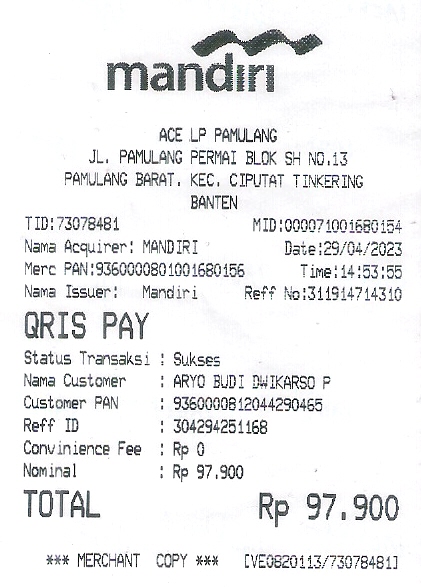 mandiri
ACE LP PAMULANG
JL. PAMULANG PERMAI BLOK SH NO.13
PAMULANG BARAT. KEC. CIPUTAT TINKERING
BANTEN
TID:73078481 MID:000071001680154
Nama Acquirer: MANDIRI Date:29/04/2023
Merc PAN:9360000801001680156 Time:14:53:55
Nama Issuer: Mandiri Reff No:311914714310
QRIS PAY
Status Transaksi : Sukses
Nama Customer : ARYO BUDI DWIKARSO P
Customer PAN : 9360000812044290465
Reff ID : 304294251168
Convinience Fee : Rp 0
Nominal : Rp 97.900
TOTAL Rp 97.900
*** MERCHANT COPY *** [VE0820113/73078481]